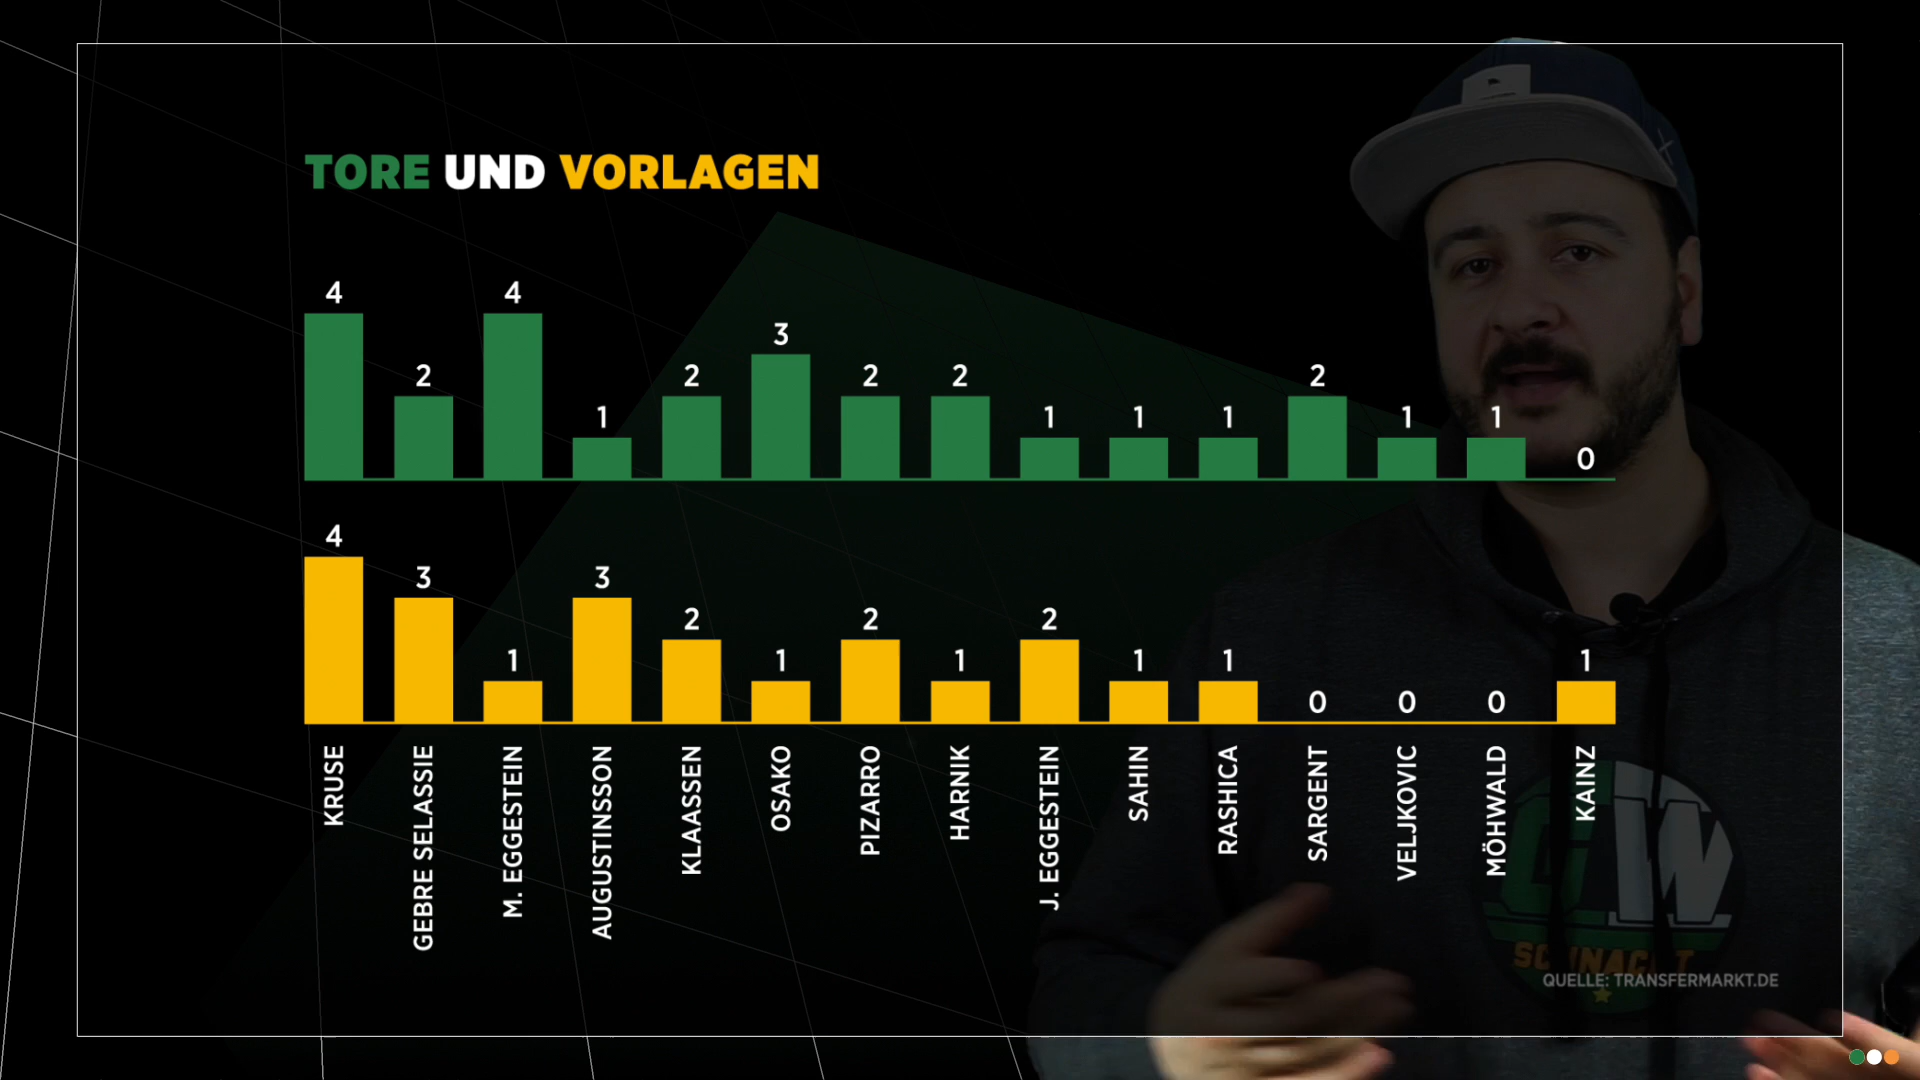 TORE UND VORLAGEN
4 2 4 1 2 3 2 2 1 1 1 2 1 1 0
4 3 1 3 2 1 2 1 2 1 1 0 0 0 1
KRUSE
GEBRE SELASSIE
M. EGGESTEIN
AUGUSTINSSON
KLAASSEN
OSAKO
PIZARRO
HARNIK
J. EGGESTEIN
SAHIN
RASHICA
SARGENT
VELJKOVIC
MÖHWALD
KAINZ
GW
QUELLE: TRANSFERMARKT.DE